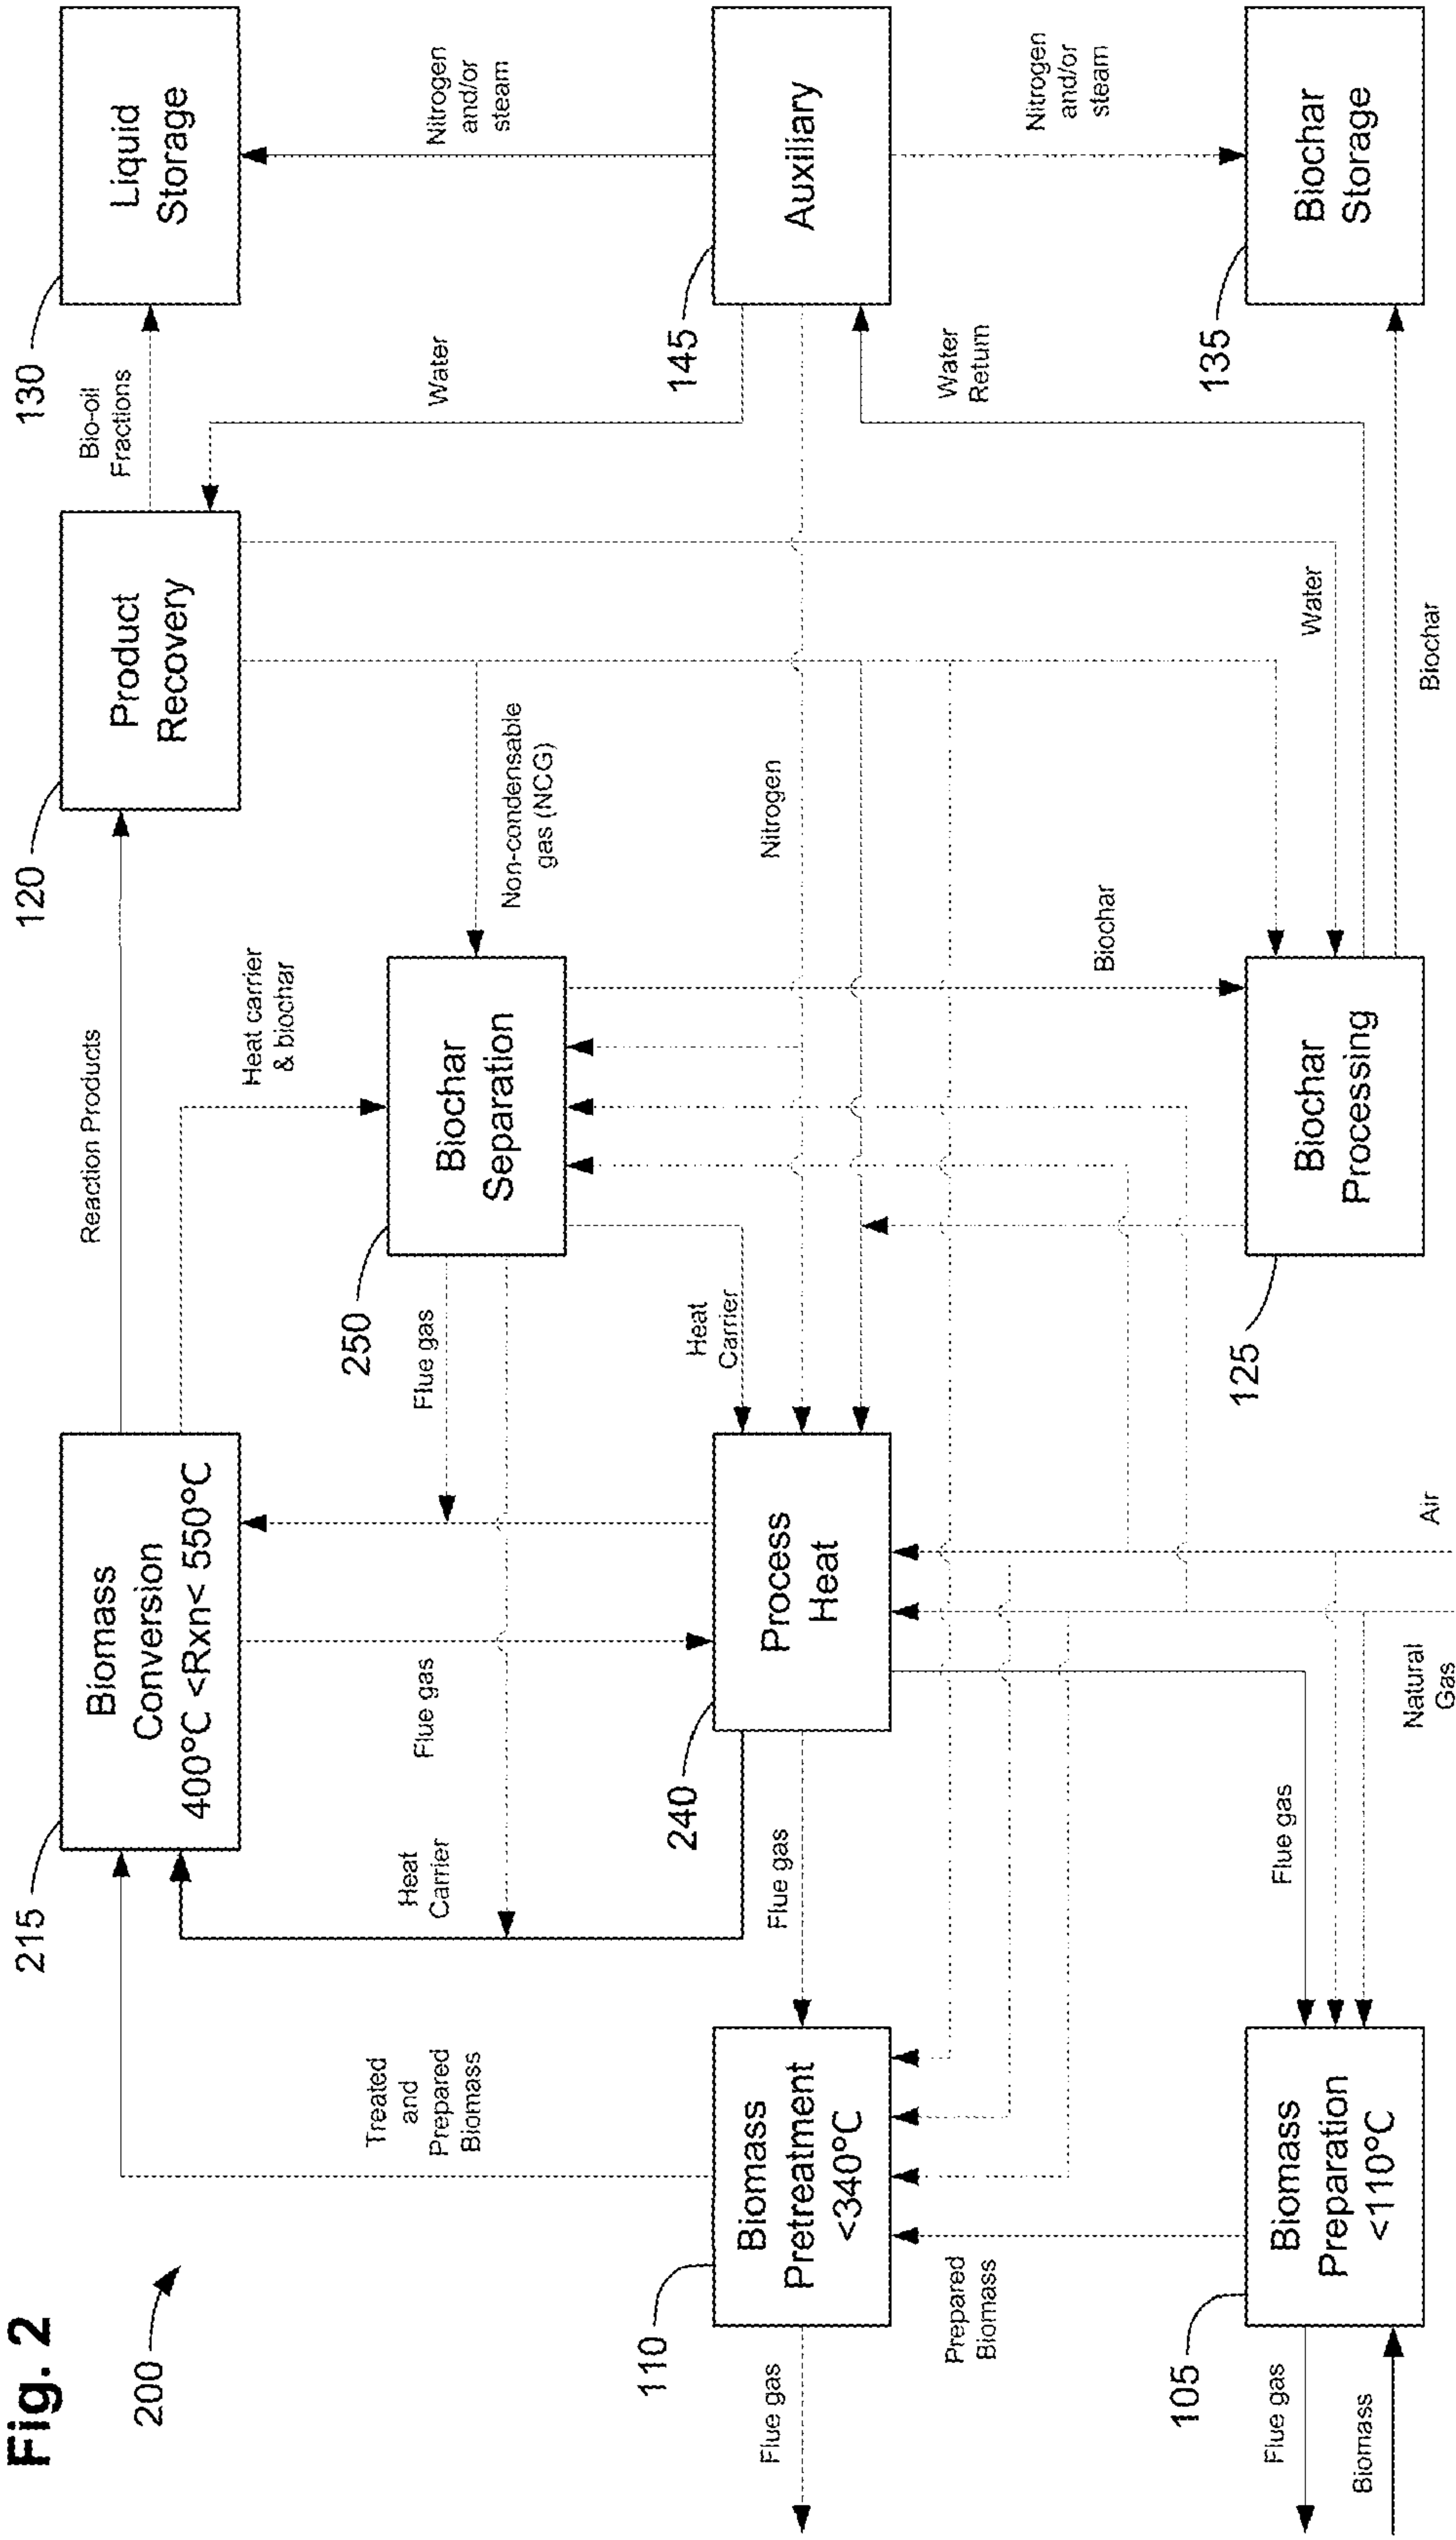 Fig. 2
200
215
Biomass
Conversion
400°C <Rxn< 550°C
Reaction Products
120
Product
Recovery
Bio-oil
Fractions
130
Liquid
Storage
Treated
and
Prepared
Biomass
Heat
Carrier
Flue gas
Flue gas
250
Biochar
Separation
Heat carrier
& biochar
Non-condensable
gas (NCG)
Water
Nitrogen
and/or
steam
110
Biomass
Pretreatment
<340°C
Flue gas
Flue gas
240
Process
Heat
Heat
Carrier
Nitrogen
145
Auxiliary
Water
Return
Nitrogen
and/or
steam
Prepared
Biomass
105
Biomass
Preparation
<110°C
Flue gas
Biomass
Flue gas
Natural
Gas
Air
125
Biochar
Processing
Biochar
Water
Biochar
135
Biochar
Storage